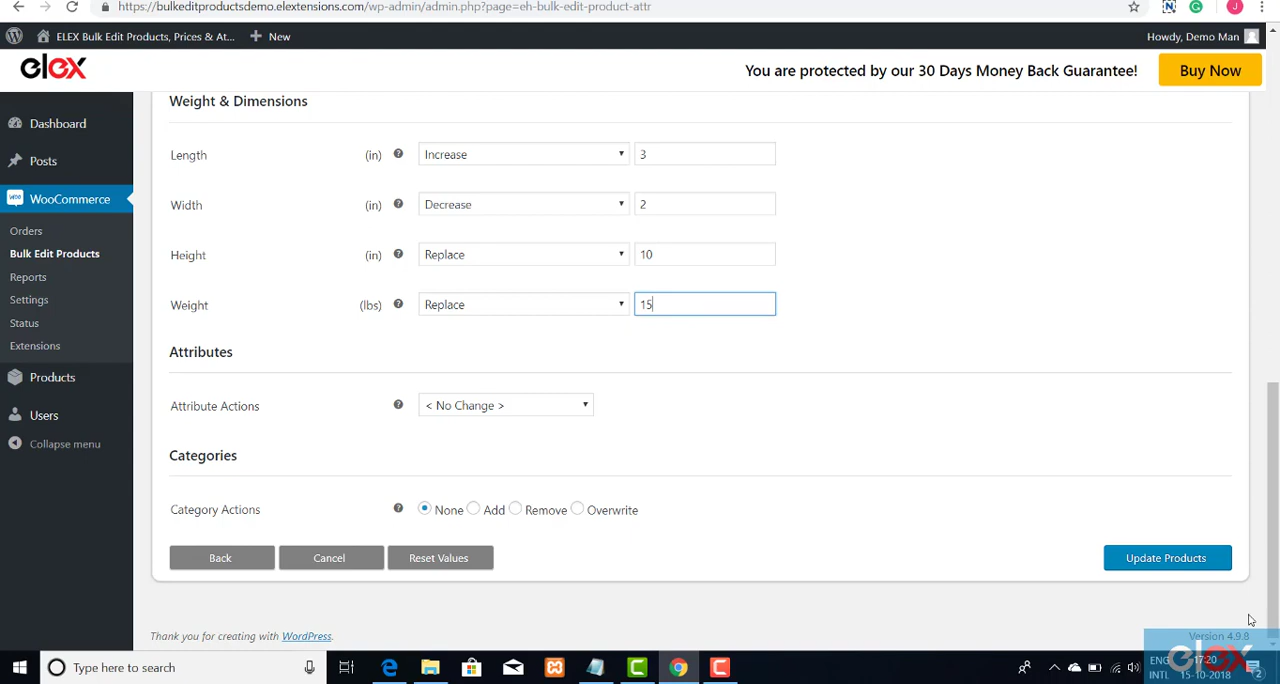 https://bulkeditproductsdemo.elextensions.com/wp-admin/admin.php?page=eh-bulk-edit-product-attr
N G J
ELEX Bulk Edit Products, Prices & At... + New Howdy, Demo Man
elex
You are protected by our 30 Days Money Back Guarantee! Buy Now
Dashboard
Posts
WooCommerce
Orders
Bulk Edit Products
Reports
Settings
Status
Extensions
Products
Users
Collapse menu
Weight & Dimensions
Length (in) Increase 3
Width (in) Decrease 2
Height (in) Replace 10
Weight (lbs) Replace 15
Attributes
Attribute Actions < No Change >
Categories
Category Actions None Add Remove Overwrite
Back Cancel Reset Values Update Products
Thank you for creating with WordPress. Version 4.9.8
Type here to search
ENG 17:20
INTL 15-10-2018 2
elex